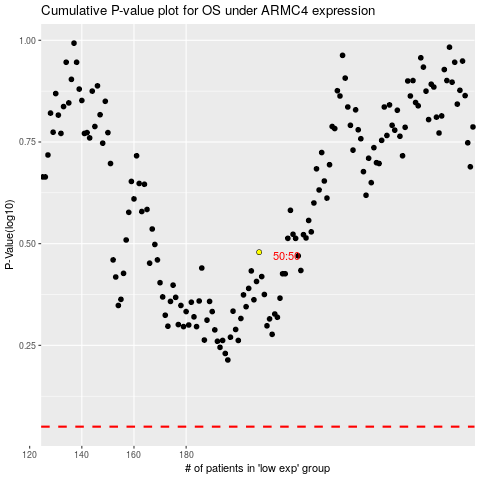 Cumulative P-value plot for OS under ARMC4 expression
P-Value(log10)
1.00
0.75
0.50
0.25
50:50
120 140 160 180
# of patients in 'low exp' group